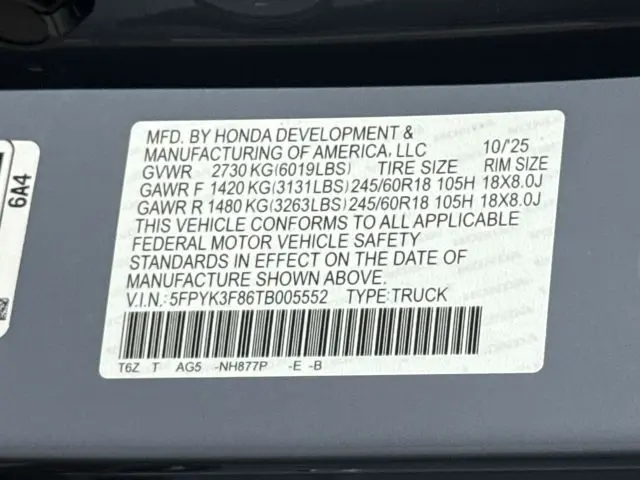 MFD. BY HONDA DEVELOPMENT &
MANUFACTURING OF AMERICA, LLC 10/'25
GVWR 2730 KG(6019LBS) TIRE SIZE RIM SIZE
GAWR F 1420 KG(3131LBS) 245/60R18 105H 18X8.0J
GAWR R 1480 KG(3263LBS) 245/60R18 105H 18X8.0J
THIS VEHICLE CONFORMS TO ALL APPLICABLE
FEDERAL MOTOR VEHICLE SAFETY
STANDARDS IN EFFECT ON THE DATE OF
MANUFACTURE SHOWN ABOVE.
V.I.N.:5FPYK3F86TB005552 TYPE:TRUCK
T6Z T AG5 -NH877P -E -B
6A4